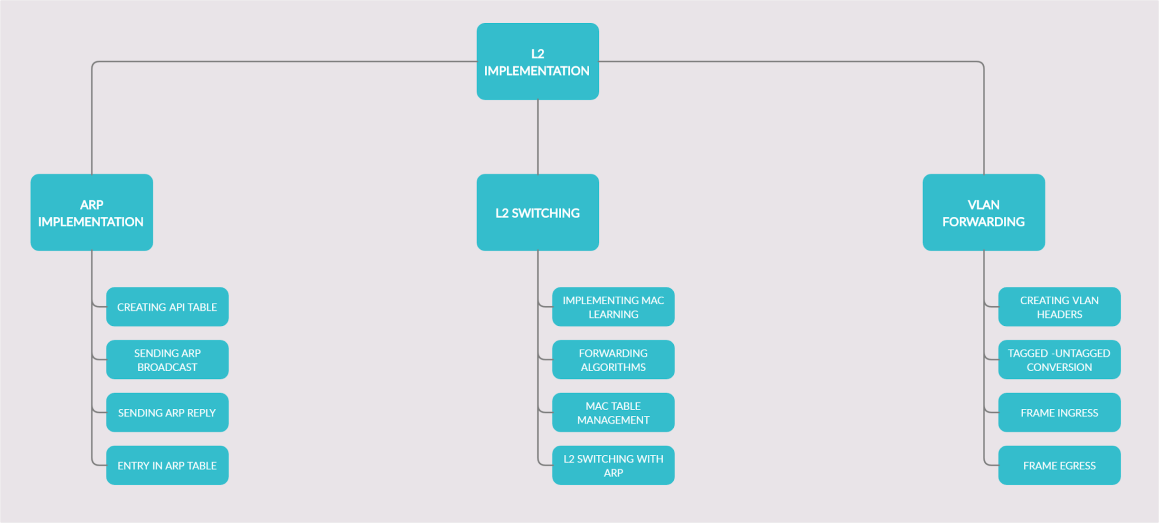 L2
IMPLEMENTATION
ARP
IMPLEMENTATION
CREATING API TABLE
SENDING ARP
BROADCAST
SENDING ARP REPLY
ENTRY IN ARP TABLE
L2 SWITCHING
IMPLEMENTING MAC
LEARNING
FORWARDING
ALGORITHMS
MAC TABLE
MANAGEMENT
L2 SWITCHING WITH
ARP
VLAN
FORWARDING
CREATING VLAN
HEADERS
TAGGED -UNTAGGED
CONVERSION
FRAME INGRESS
FRAME EGRESS